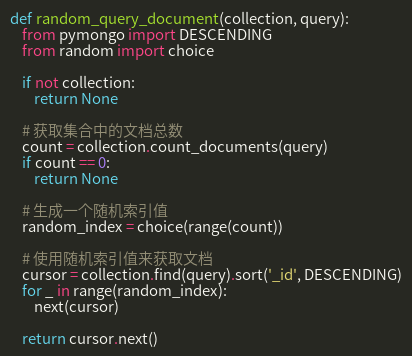 def random_query_document(collection, query):
from pymongo import DESCENDING
from random import choice
if not collection:
return None
# 获取集合中的文档总数
count = collection.count_documents(query)
if count == 0:
return None
# 生成一个随机索引值
random_index = choice(range(count))
# 使用随机索引值来获取文档
cursor = collection.find(query).sort('_id', DESCENDING)
for _ in range(random_index):
next(cursor)
return cursor.next()